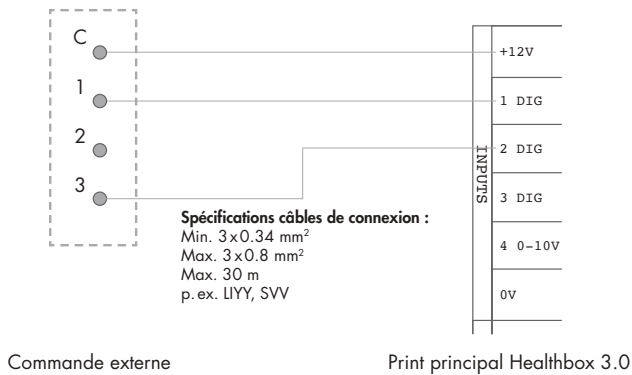 C
1
2
3
+12V
1 DIG
2 DIG
3 DIG
4 0-10V
0V
INPUTS
Spécifications câbles de connexion :
Min. 3x0.34 mm²
Max. 3x0.8 mm²
Max. 30 m
p. ex. LIYY, SVV
Commande externe
Print principal Healthbox 3.0